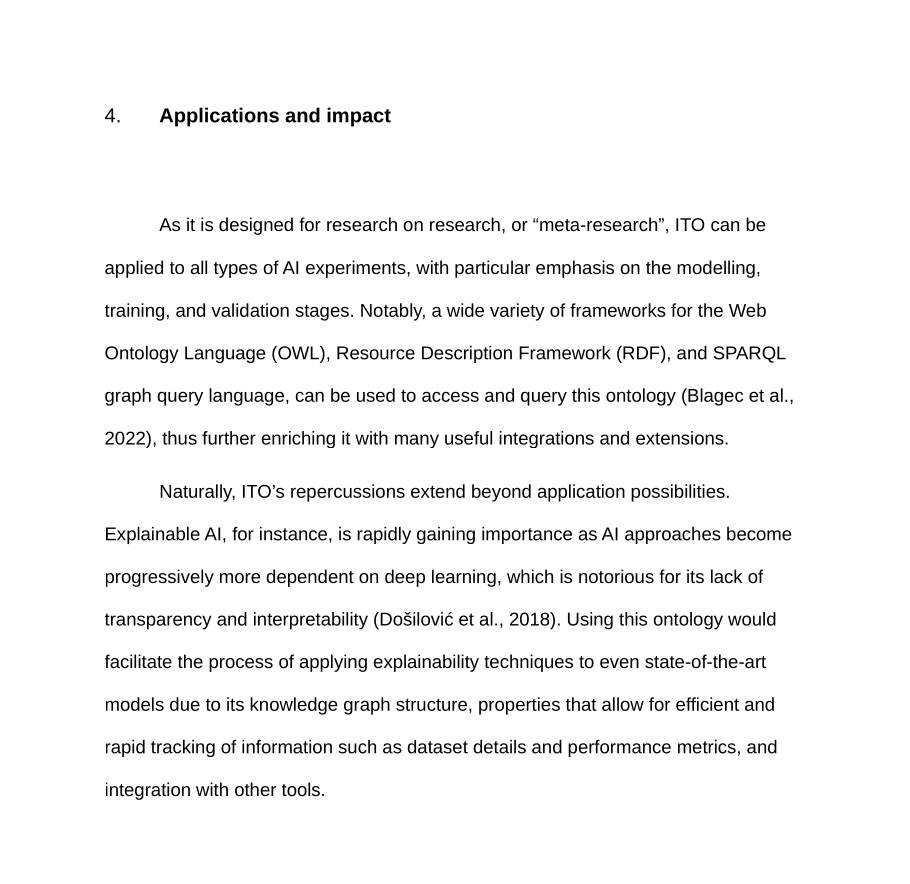 4. Applications and impact
As it is designed for research on research, or “meta-research”, ITO can be
applied to all types of AI experiments, with particular emphasis on the modelling,
training, and validation stages. Notably, a wide variety of frameworks for the Web
Ontology Language (OWL), Resource Description Framework (RDF), and SPARQL
graph query language, can be used to access and query this ontology (Blagec et al.,
2022), thus further enriching it with many useful integrations and extensions.
Naturally, ITO’s repercussions extend beyond application possibilities.
Explainable AI, for instance, is rapidly gaining importance as AI approaches become
progressively more dependent on deep learning, which is notorious for its lack of
transparency and interpretability (Došilović et al., 2018). Using this ontology would
facilitate the process of applying explainability techniques to even state-of-the-art
models due to its knowledge graph structure, properties that allow for efficient and
rapid tracking of information such as dataset details and performance metrics, and
integration with other tools.